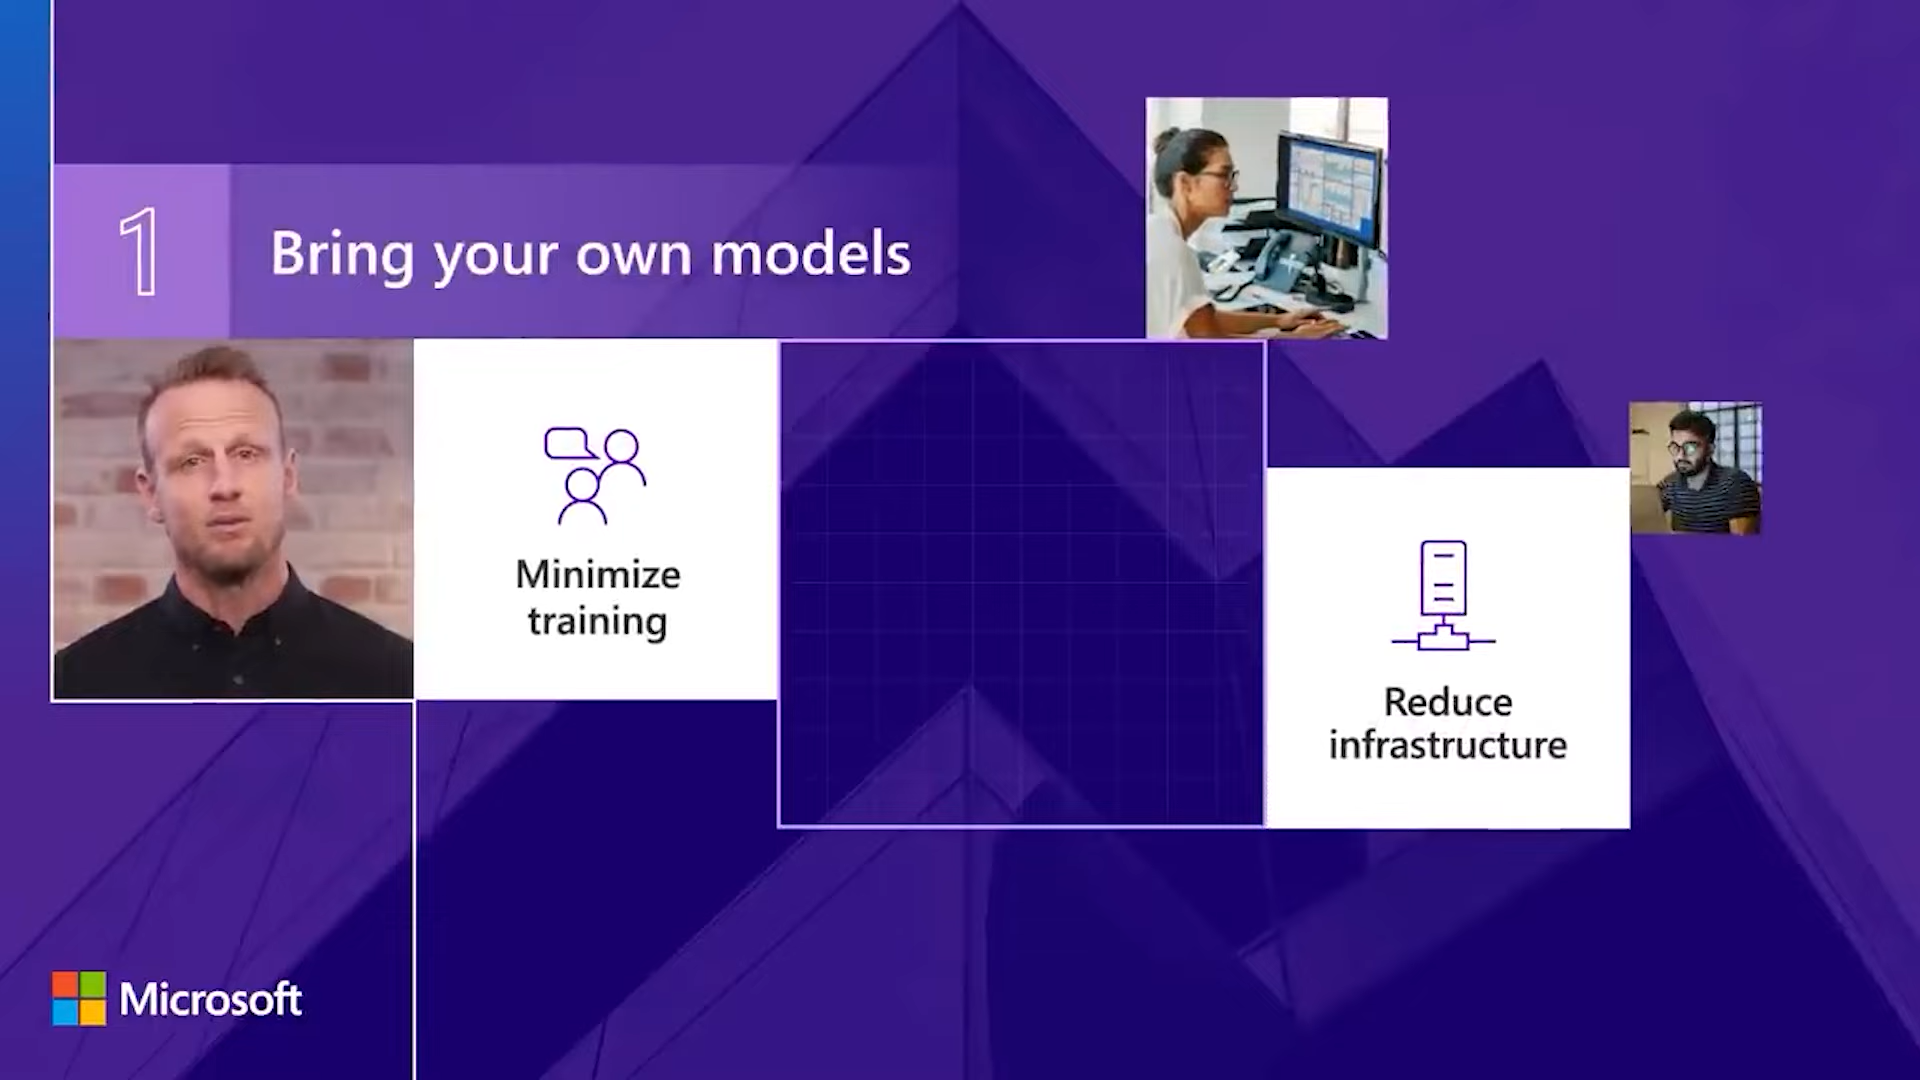 1
Bring your own models
Minimize
training
Reduce
infrastructure
Microsoft